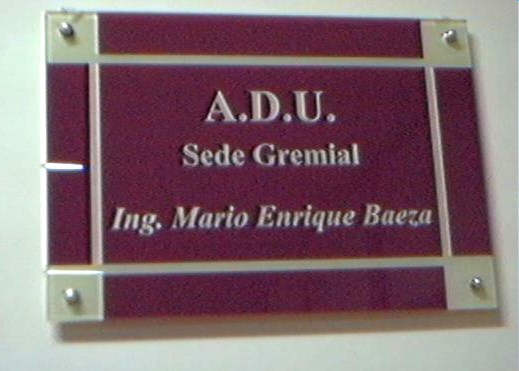 A.D.U.
Sede Gremial
Ing. Mario Enrique Baeza